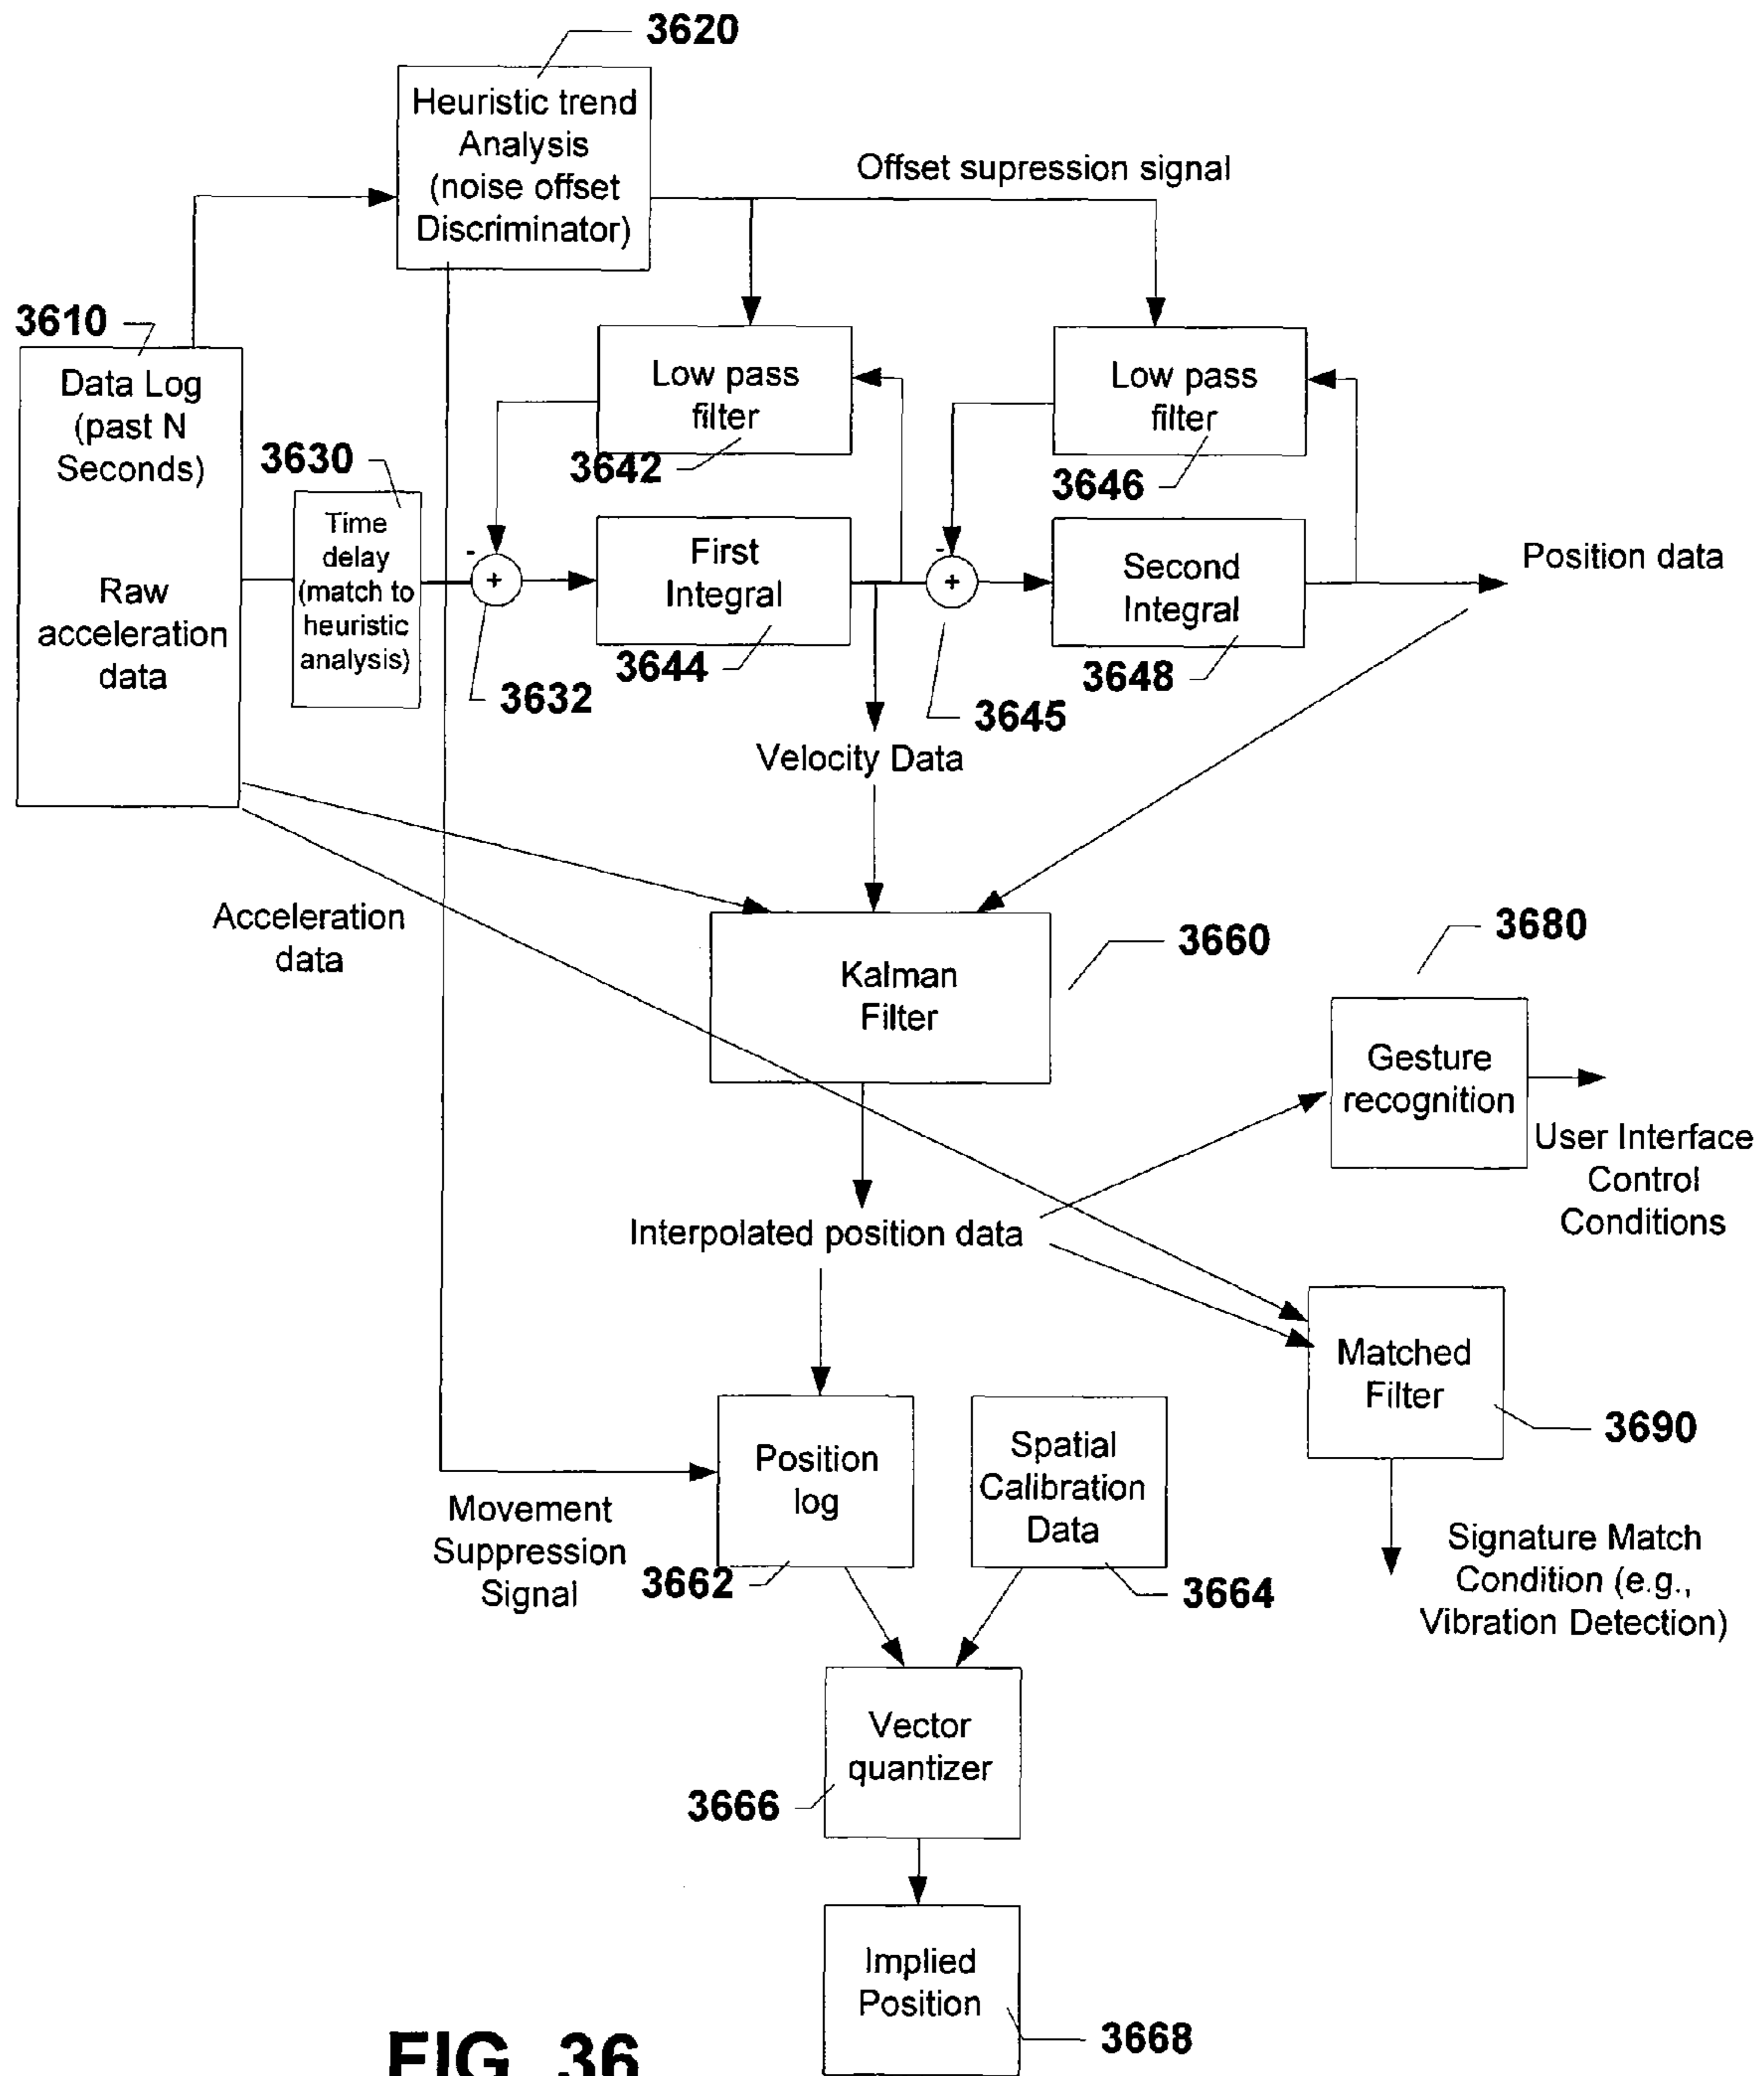 3620
Heuristic trend
Analysis
(noise offset
Discriminator)
Offset supression signal
3610
Data Log
(past N
Seconds)
Raw
acceleration
data
3630
Time
delay
(match to
heuristic
analysis)
Low pass
filter
3642
Low pass
filter
3646
-
+
3632
First
Integral
3644
-
+
3645
Second
Integral
3648
Position data
Velocity Data
Acceleration
data
Kalman
Filter
3660
3680
Gesture
recognition
User Interface
Control
Conditions
Interpolated position data
Matched
Filter
3690
Signature Match
Condition (e.g.,
Vibration Detection)
Movement
Suppression
Signal
Position
log
3662
Spatial
Calibration
Data
3664
Vector
quantizer
3666
Implied
Position
3668
FIG. 36